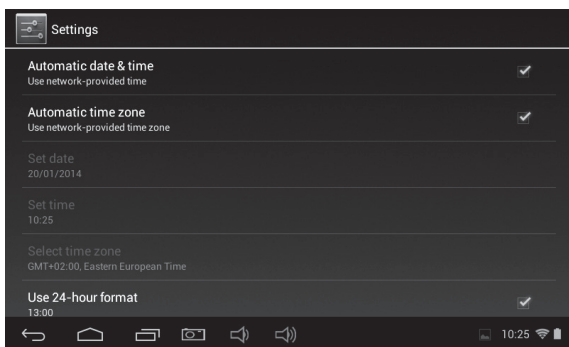 Settings
Automatic date & time
Use network-provided time
Automatic time zone
Use network-provided time zone
Set date
20/01/2014
Set time
10:25
Select time zone
GMT+02:00, Eastern European Time
Use 24-hour format
13:00
10:25